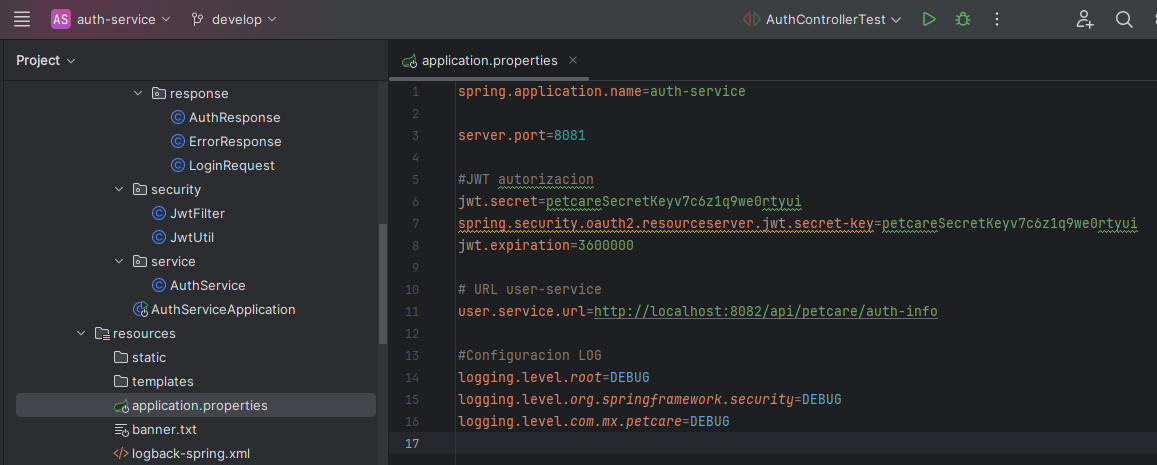 AS auth-service develop AuthControllerTest
Project
application.properties
response
AuthResponse
ErrorResponse
LoginRequest
security
JwtFilter
JwtUtil
service
AuthService
AuthServiceApplication
resources
static
templates
application.properties
banner.txt
logback-spring.xml
1 spring.application.name=auth-service
2
3 server.port=8081
4
5 #JWT autorizacion
6 jwt.secret=petcareSecretKeyv7c6z1q9we0rtyui
7 spring.security.oauth2.resourceserver.jwt.secret-key=petcareSecretKeyv7c6z1q9we0rtyui
8 jwt.expiration=3600000
9
10 # URL user-service
11 user.service.url=http://localhost:8082/api/petcare/auth-info
12
13 #Configuracion LOG
14 logging.level.root=DEBUG
15 logging.level.org.springframework.security=DEBUG
16 logging.level.com.mx.petcare=DEBUG
17